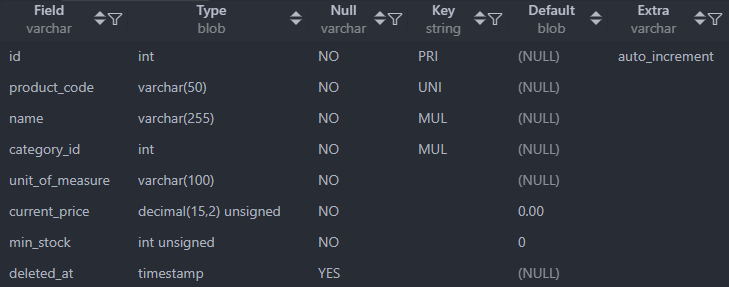 Field Type Null Key Default Extra
varchar blob varchar string blob varchar
id int NO PRI (NULL) auto_increment
product_code varchar(50) NO UNI (NULL)
name varchar(255) NO MUL (NULL)
category_id int NO MUL (NULL)
unit_of_measure varchar(100) NO (NULL)
current_price decimal(15,2) unsigned NO 0.00
min_stock int unsigned NO 0
deleted_at timestamp YES (NULL)